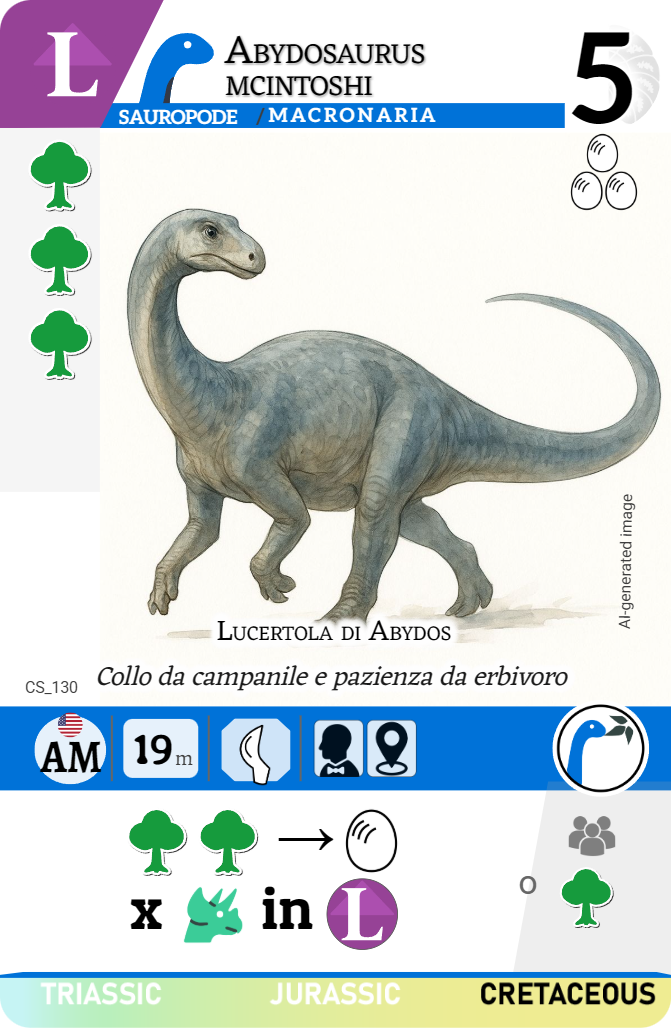 L
ABYDOSAURUS
MCINTOSHI
5
SAUROPODE / MACRONARIA
AI-generated image
LUCERTOLA DI ABYDOS
CS_130
Collo da campanile e pazienza da erbivoro
AM
19 m
o
x in L
TRIASSIC JURASSIC CRETACEOUS